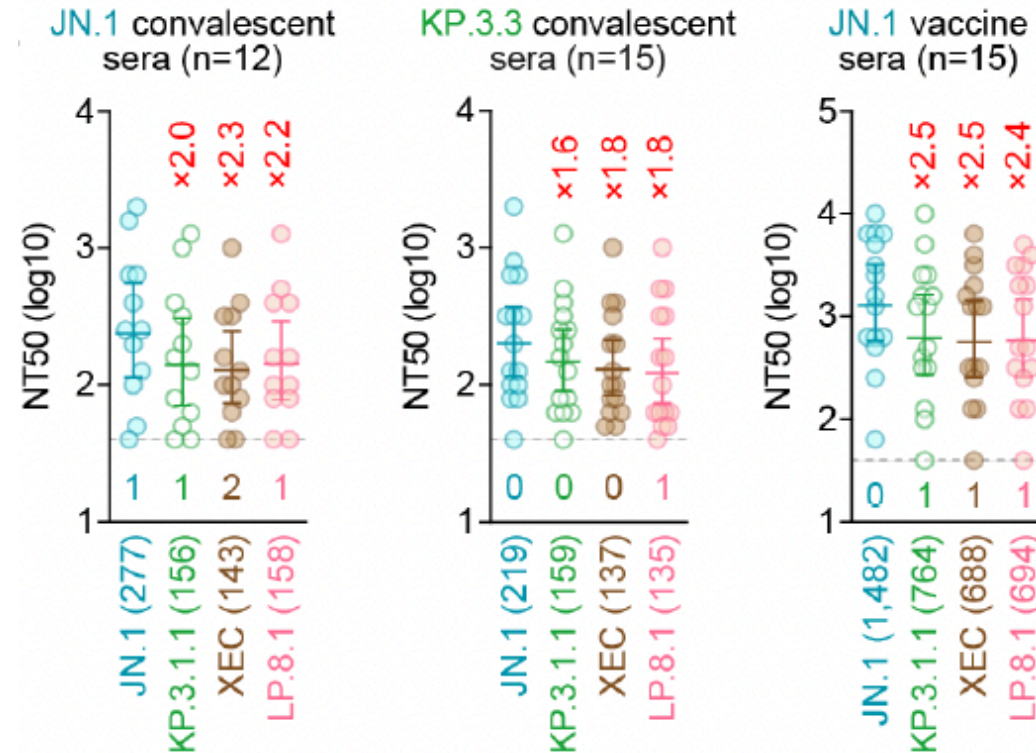 JN.1 convalescent
sera (n=12)
NT50 (log10)
4
3
2
1
×2.0
×2.3
×2.2
1
1
2
1
JN.1 (277)
KP.3.1.1 (156)
XEC (143)
LP.8.1 (158)
KP.3.3 convalescent
sera (n=15)
NT50 (log10)
4
3
2
1
×1.6
×1.8
×1.8
0
0
0
1
JN.1 (219)
KP.3.1.1 (159)
XEC (137)
LP.8.1 (135)
JN.1 vaccine
sera (n=15)
NT50 (log10)
5
4
3
2
1
×2.5
×2.5
×2.4
0
1
1
1
JN.1 (1,482)
KP.3.1.1 (764)
XEC (688)
LP.8.1 (694)